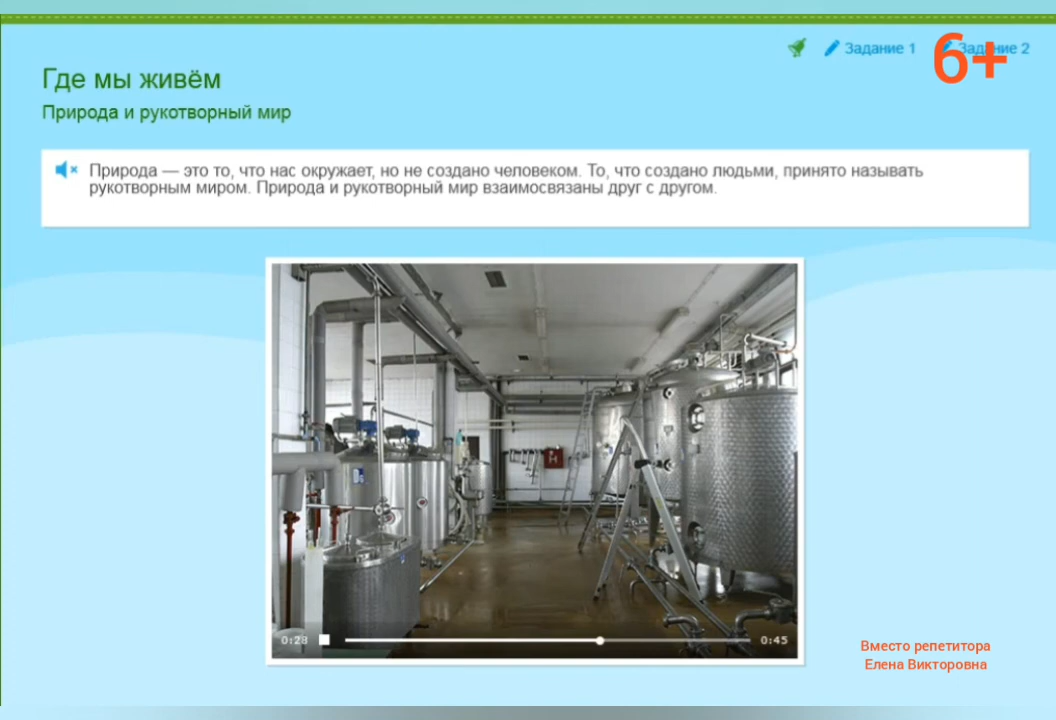 Задание 1
Задание 2
6+
Где мы живём
Природа и рукотворный мир
Природа — это то, что нас окружает, но не создано человеком. То, что создано людьми, принято называть
рукотворным миром. Природа и рукотворный мир взаимосвязаны друг с другом.
H
0:28
0:45
Вместо репетитора
Елена Викторовна